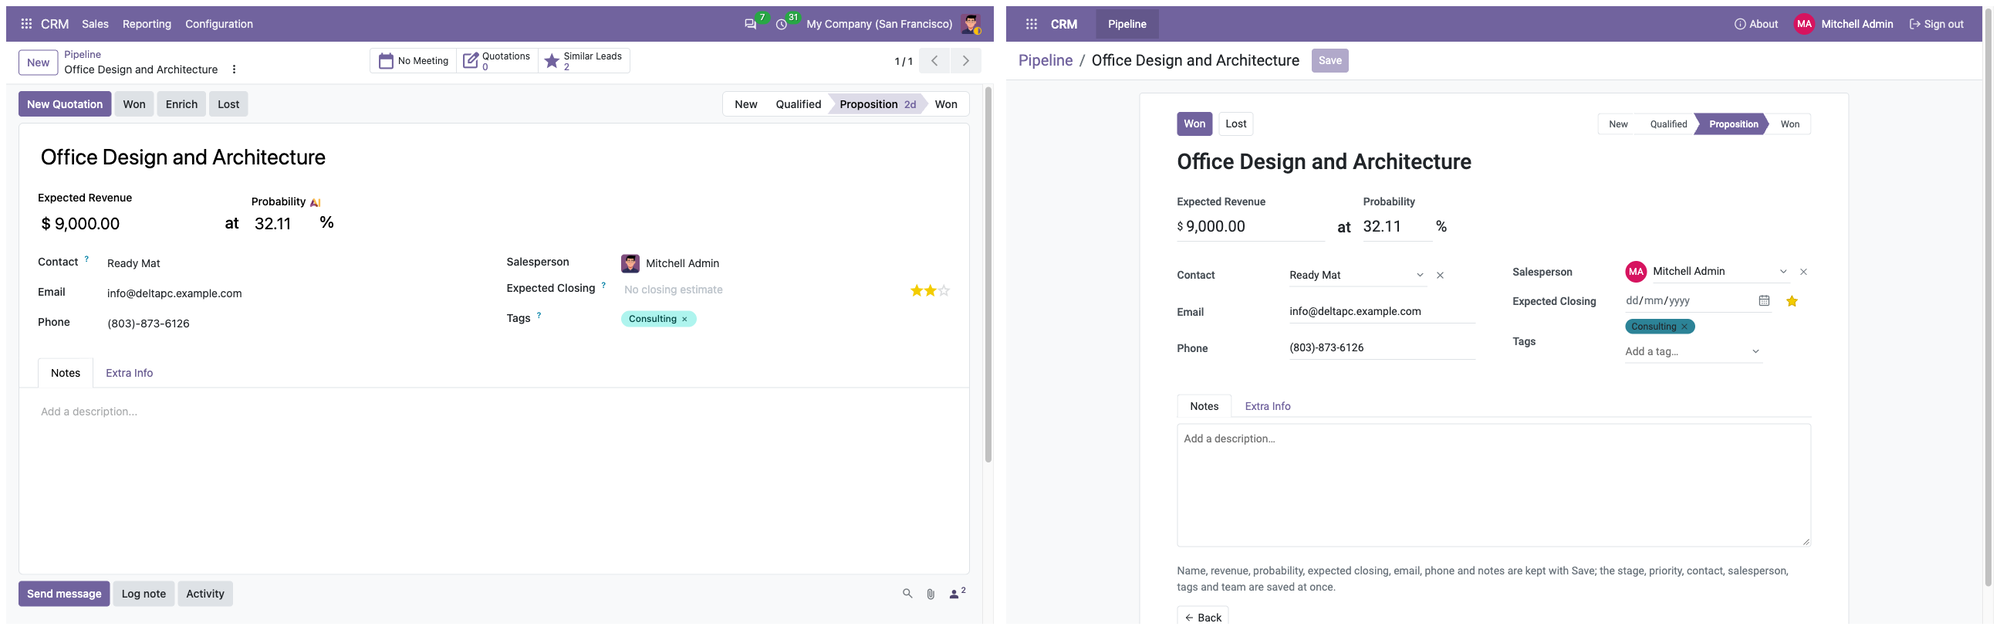 CRM Sales Reporting Configuration 7 31 My Company (San Francisco)
New Pipeline
Office Design and Architecture
No Meeting
Quotations
0
Similar Leads
2
1 / 1
New Quotation Won Enrich Lost
New Qualified Proposition 2d Won
Office Design and Architecture
Expected Revenue
Probability AI
$ 9,000.00 at 32.11 %
Contact ? Ready Mat
Email info@deltapc.example.com
Phone (803)-873-6126
Salesperson Mitchell Admin
Expected Closing ? No closing estimate
Tags ? Consulting ×
Notes Extra Info
Add a description...
Send message Log note Activity
2
CRM Pipeline About MA Mitchell Admin Sign out
Pipeline / Office Design and Architecture Save
Won Lost
New Qualified Proposition Won
Office Design and Architecture
Expected Revenue
Probability
$ 9,000.00 at 32.11 %
Contact Ready Mat
Email info@deltapc.example.com
Phone (803)-873-6126
Salesperson MA Mitchell Admin
Expected Closing dd/mm/yyyy
Consulting ×
Tags
Add a tag...
Notes Extra Info
Add a description...
Name, revenue, probability, expected closing, email, phone and notes are kept with Save; the stage, priority, contact, salesperson,
tags and team are saved at once.
← Back